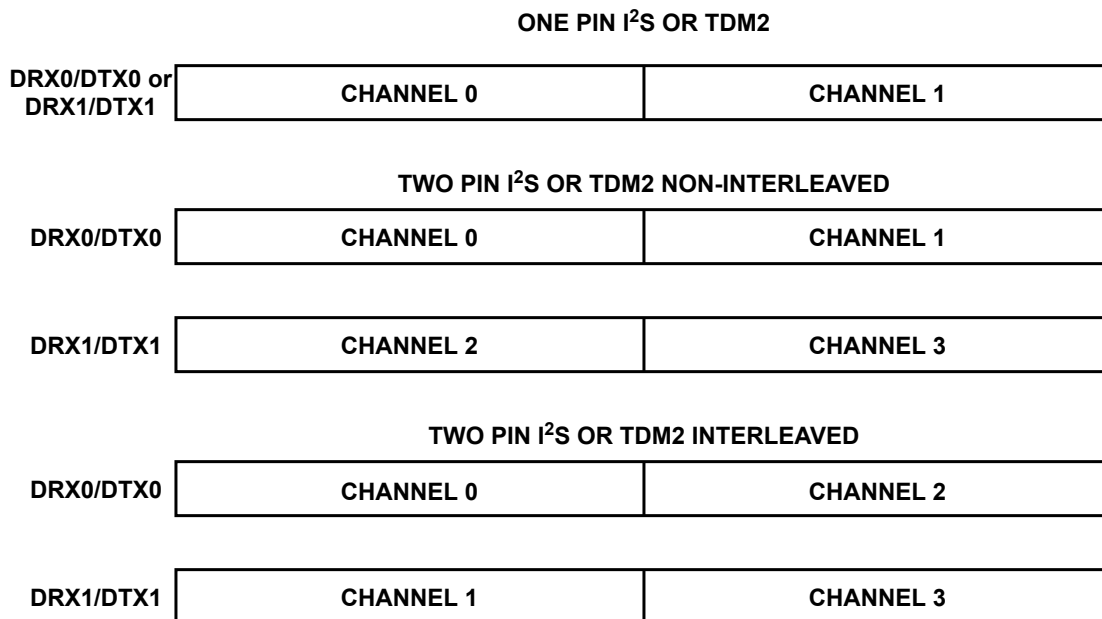 ONE PIN I²S OR TDM2
DRX0/DTX0 or
DRX1/DTX1
CHANNEL 0
CHANNEL 1
TWO PIN I²S OR TDM2 NON-INTERLEAVED
DRX0/DTX0
CHANNEL 0
CHANNEL 1
DRX1/DTX1
CHANNEL 2
CHANNEL 3
TWO PIN I²S OR TDM2 INTERLEAVED
DRX0/DTX0
CHANNEL 0
CHANNEL 2
DRX1/DTX1
CHANNEL 1
CHANNEL 3